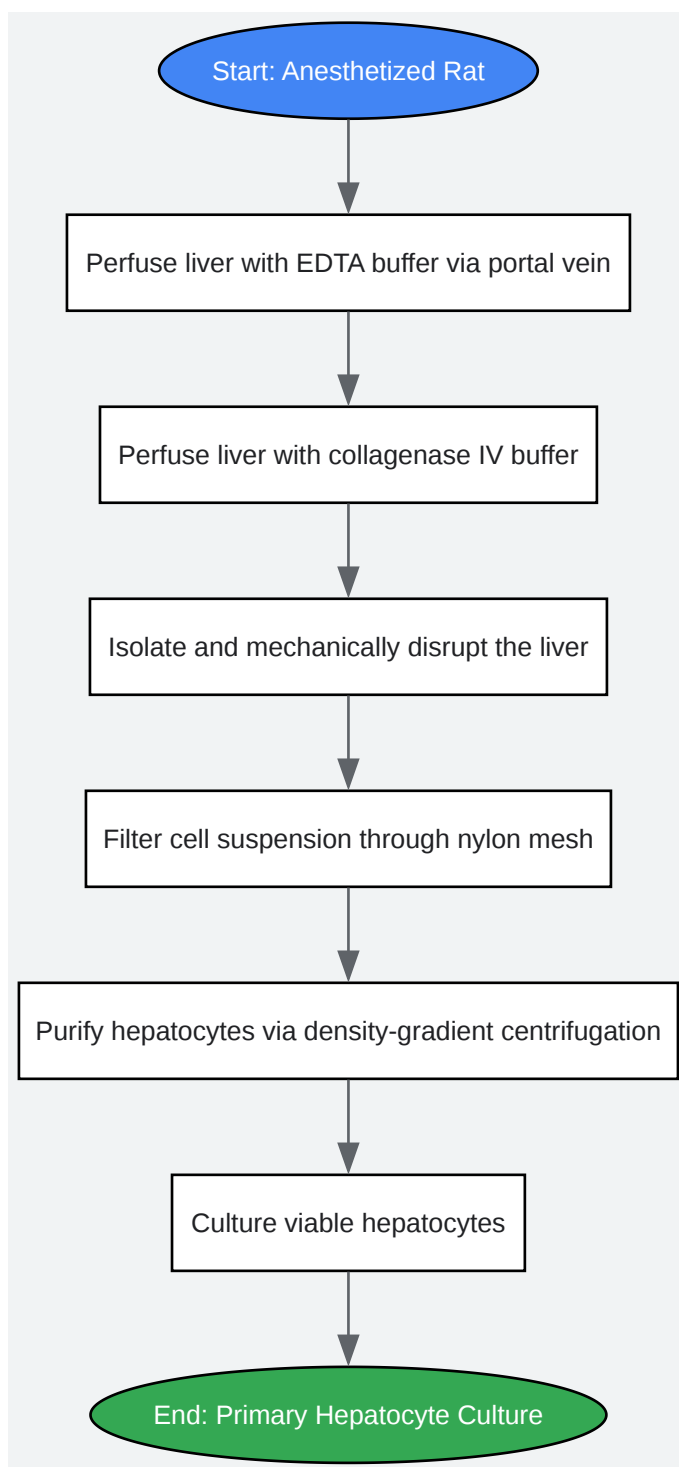 Start: Anesthetized Rat
Perfuse liver with EDTA buffer via portal vein
Perfuse liver with collagenase IV buffer
Isolate and mechanically disrupt the liver
Filter cell suspension through nylon mesh
Purify hepatocytes via density-gradient centrifugation
Culture viable hepatocytes
End: Primary Hepatocyte Culture